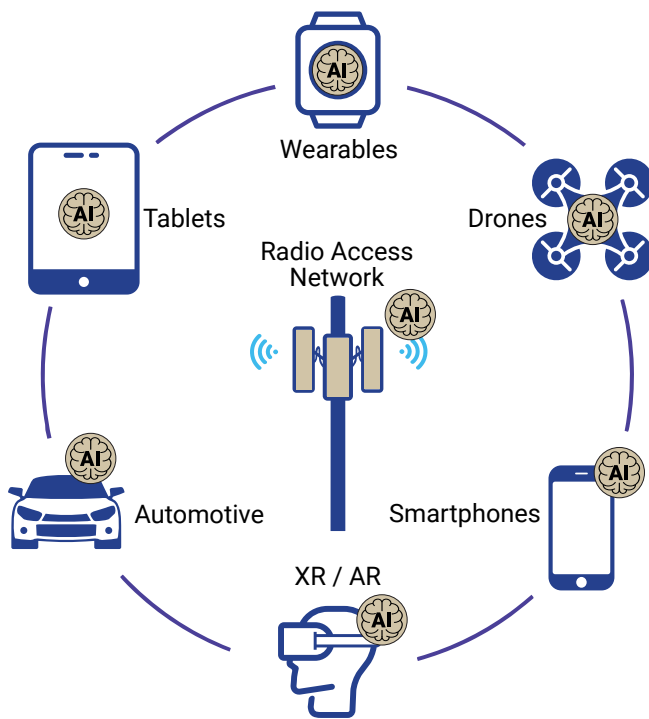 AI
Wearables
AI
Tablets
Drones
AI
Radio Access
Network
AI
AI
Automotive
Smartphones
AI
XR / AR
AI